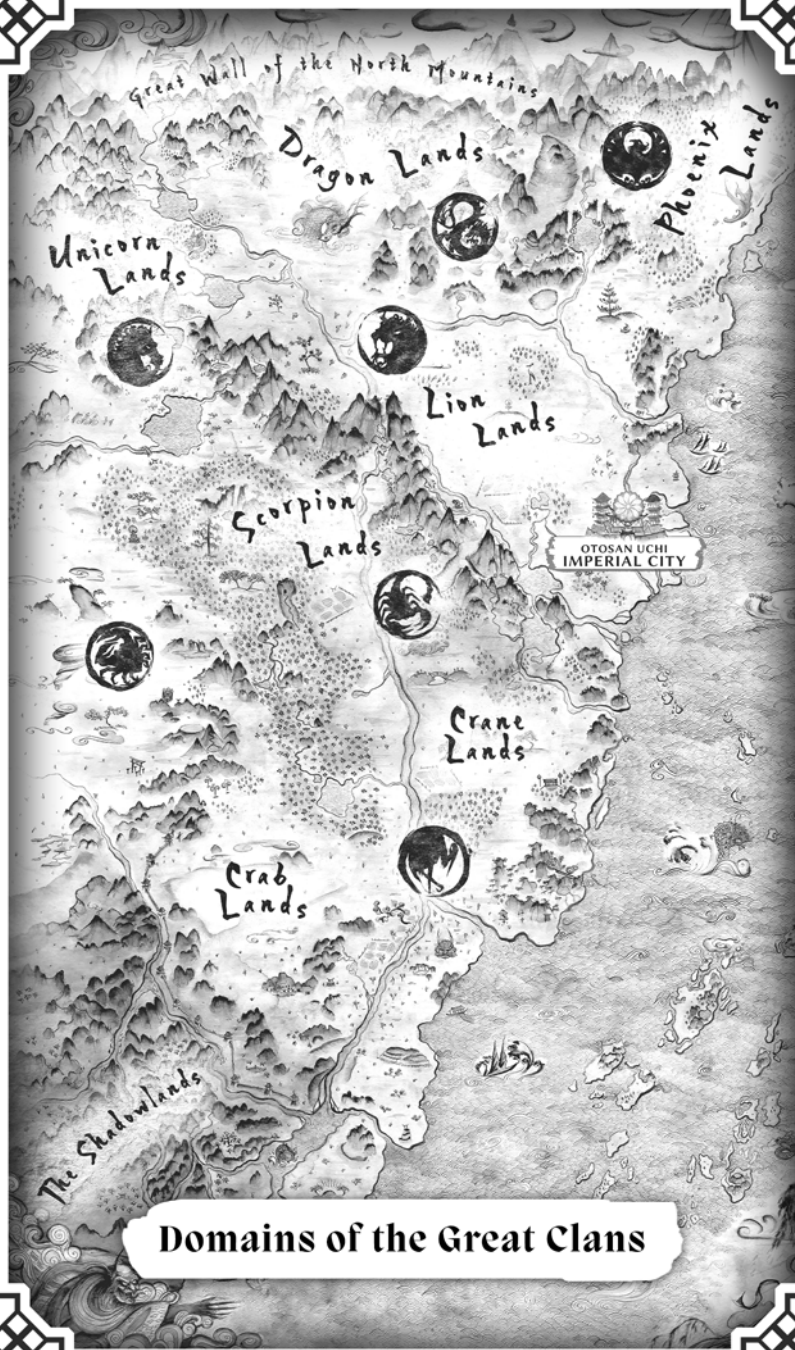 Great Wall of the North Mountains
Dragon Lands
Phoenix
Lands
Unicorn
Lands
Lion
Lands
Scorpion
Lands
OTOSAN UCHI
IMPERIAL CITY
Crane
Lands
Crab
Lands
The Shadowlands
Domains of the Great Clans